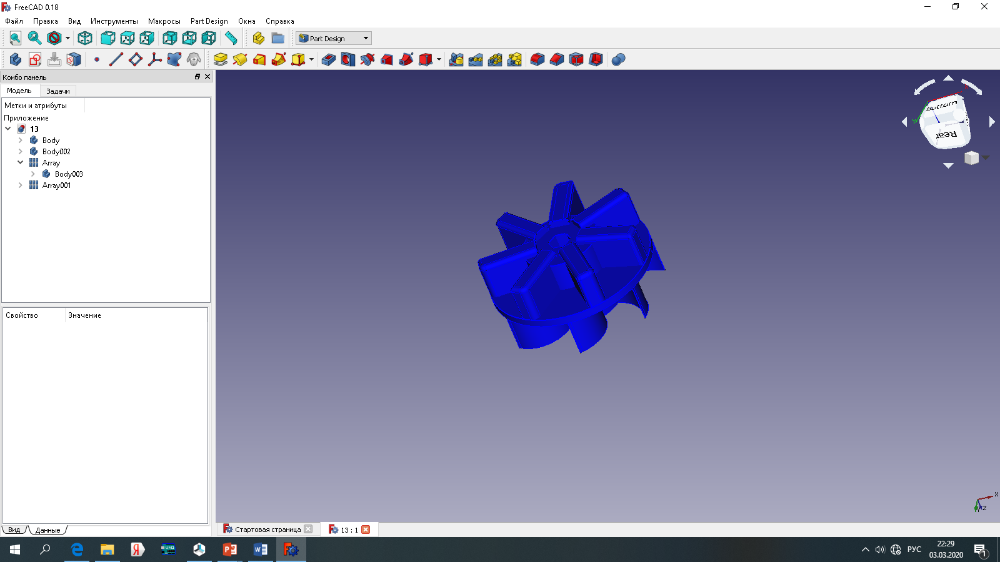 FreeCAD 0.18
Файл Правка Вид Инструменты Макросы Part Design Окна Справка
Part Design
Комбо панель
Модель Задачи
Метки и атрибуты
Приложение
13
Body
Body002
Array
Body003
Array001
Свойство Значение
Bottom
Rear
X
Y
X
Y Z
Вид Данные
Стартовая страница 13 : 1
UNO
РУС 22:29
03.03.2020
1